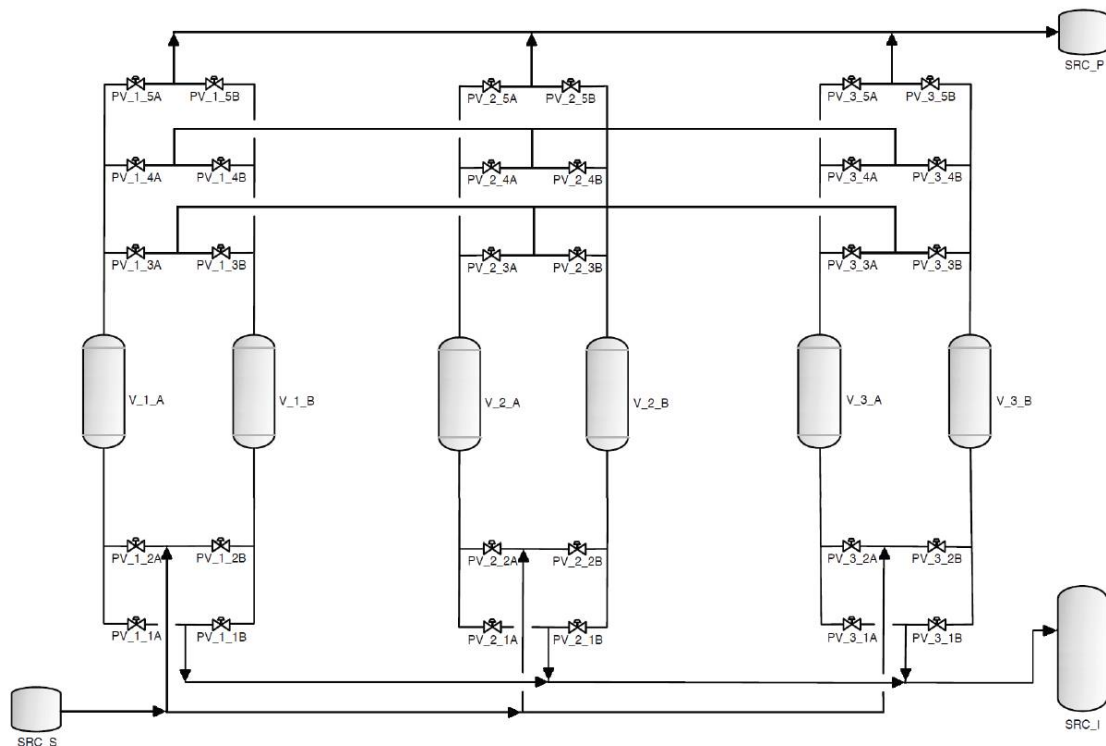 SRC_P
PV_1_5A PV_1_5B PV_2_5A PV_2_5B PV_3_5A PV_3_5B
PV_1_4A PV_1_4B PV_2_4A PV_2_4B PV_3_4A PV_3_4B
PV_1_3A PV_1_3B PV_2_3A PV_2_3B PV_3_3A PV_3_3B
V_1_A V_1_B V_2_A V_2_B V_3_A V_3_B
PV_1_2A PV_1_2B PV_2_2A PV_2_2B PV_3_2A PV_3_2B
PV_1_1A PV_1_1B PV_2_1A PV_2_1B PV_3_1A PV_3_1B
SRC_I
SRC_S